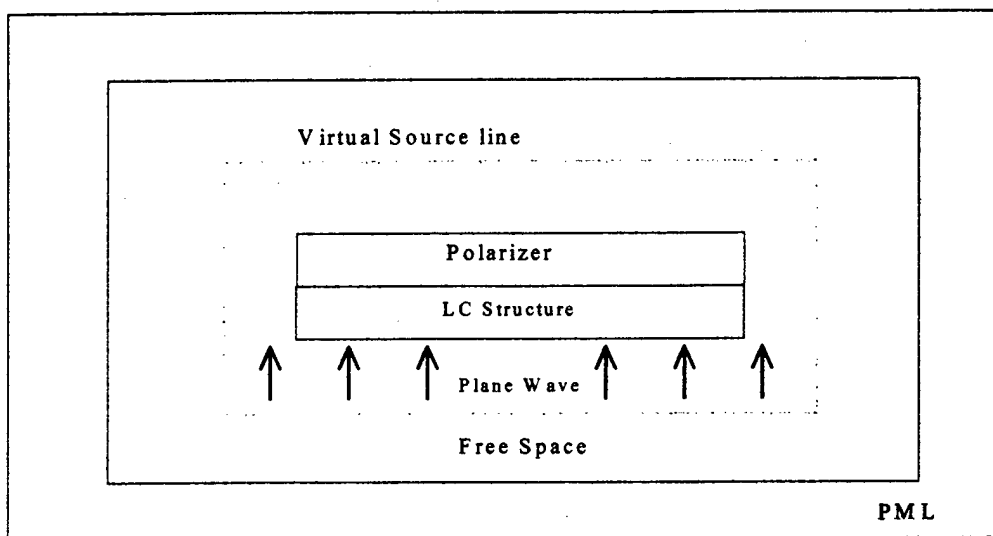 Virtual Source line
Polarizer
LC Structure
Plane Wave
Free Space
PML